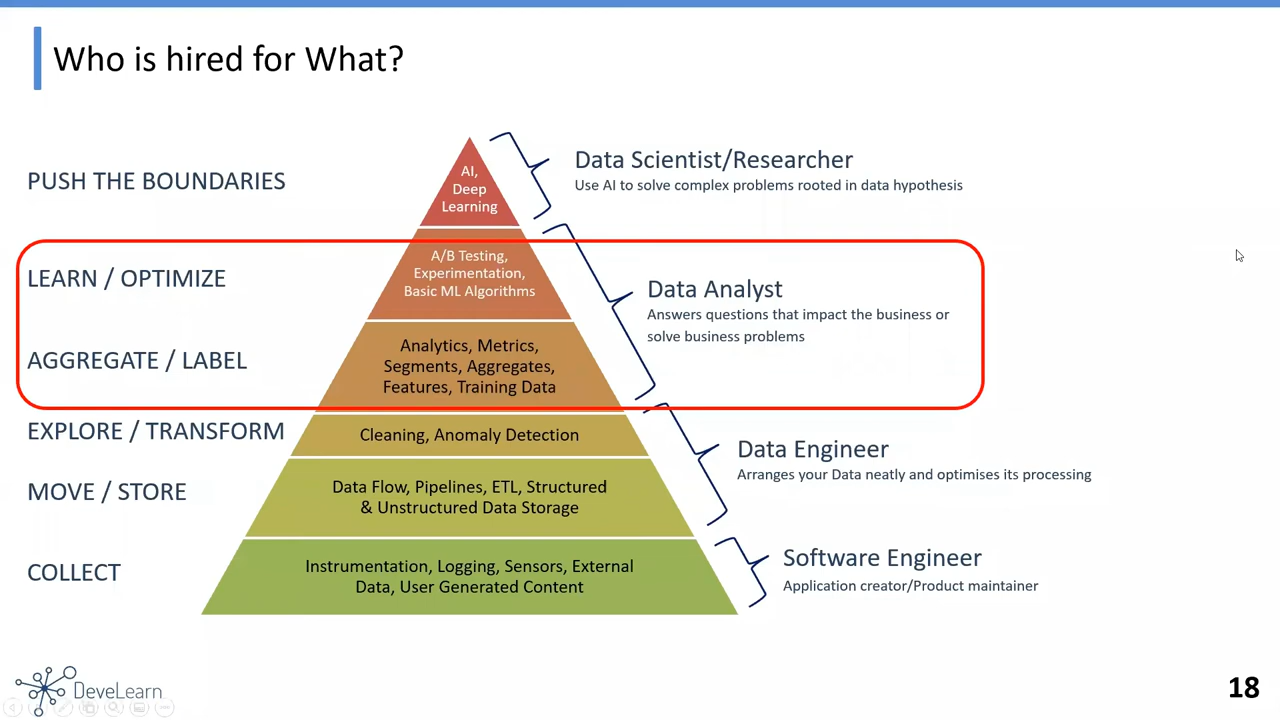 Who is hired for What?
PUSH THE BOUNDARIES
AI,
Deep
Learning
Data Scientist/Researcher
Use AI to solve complex problems rooted in data hypothesis
LEARN / OPTIMIZE
A/B Testing,
Experimentation,
Basic ML Algorithms
Data Analyst
Answers questions that impact the business or
solve business problems
AGGREGATE / LABEL
Analytics, Metrics,
Segments, Aggregates,
Features, Training Data
EXPLORE / TRANSFORM
Cleaning, Anomaly Detection
Data Engineer
Arranges your Data neatly and optimises its processing
MOVE / STORE
Data Flow, Pipelines, ETL, Structured
& Unstructured Data Storage
COLLECT
Instrumentation, Logging, Sensors, External
Data, User Generated Content
Software Engineer
Application creator/Product maintainer
DeveLearn
18